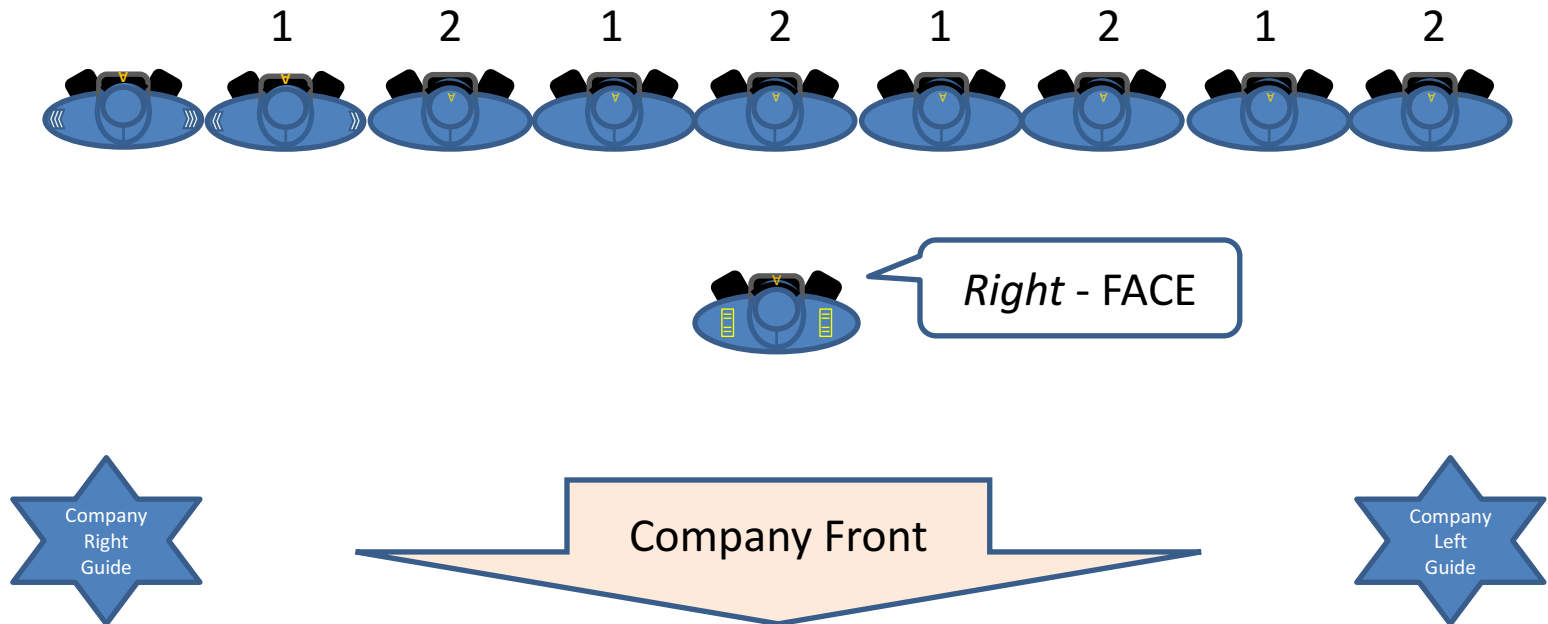 1 2 1 2 1 2 1 2
A A A A A A A A A
A
Right - FACE
Company
Right
Guide
Company Front
Company
Left
Guide